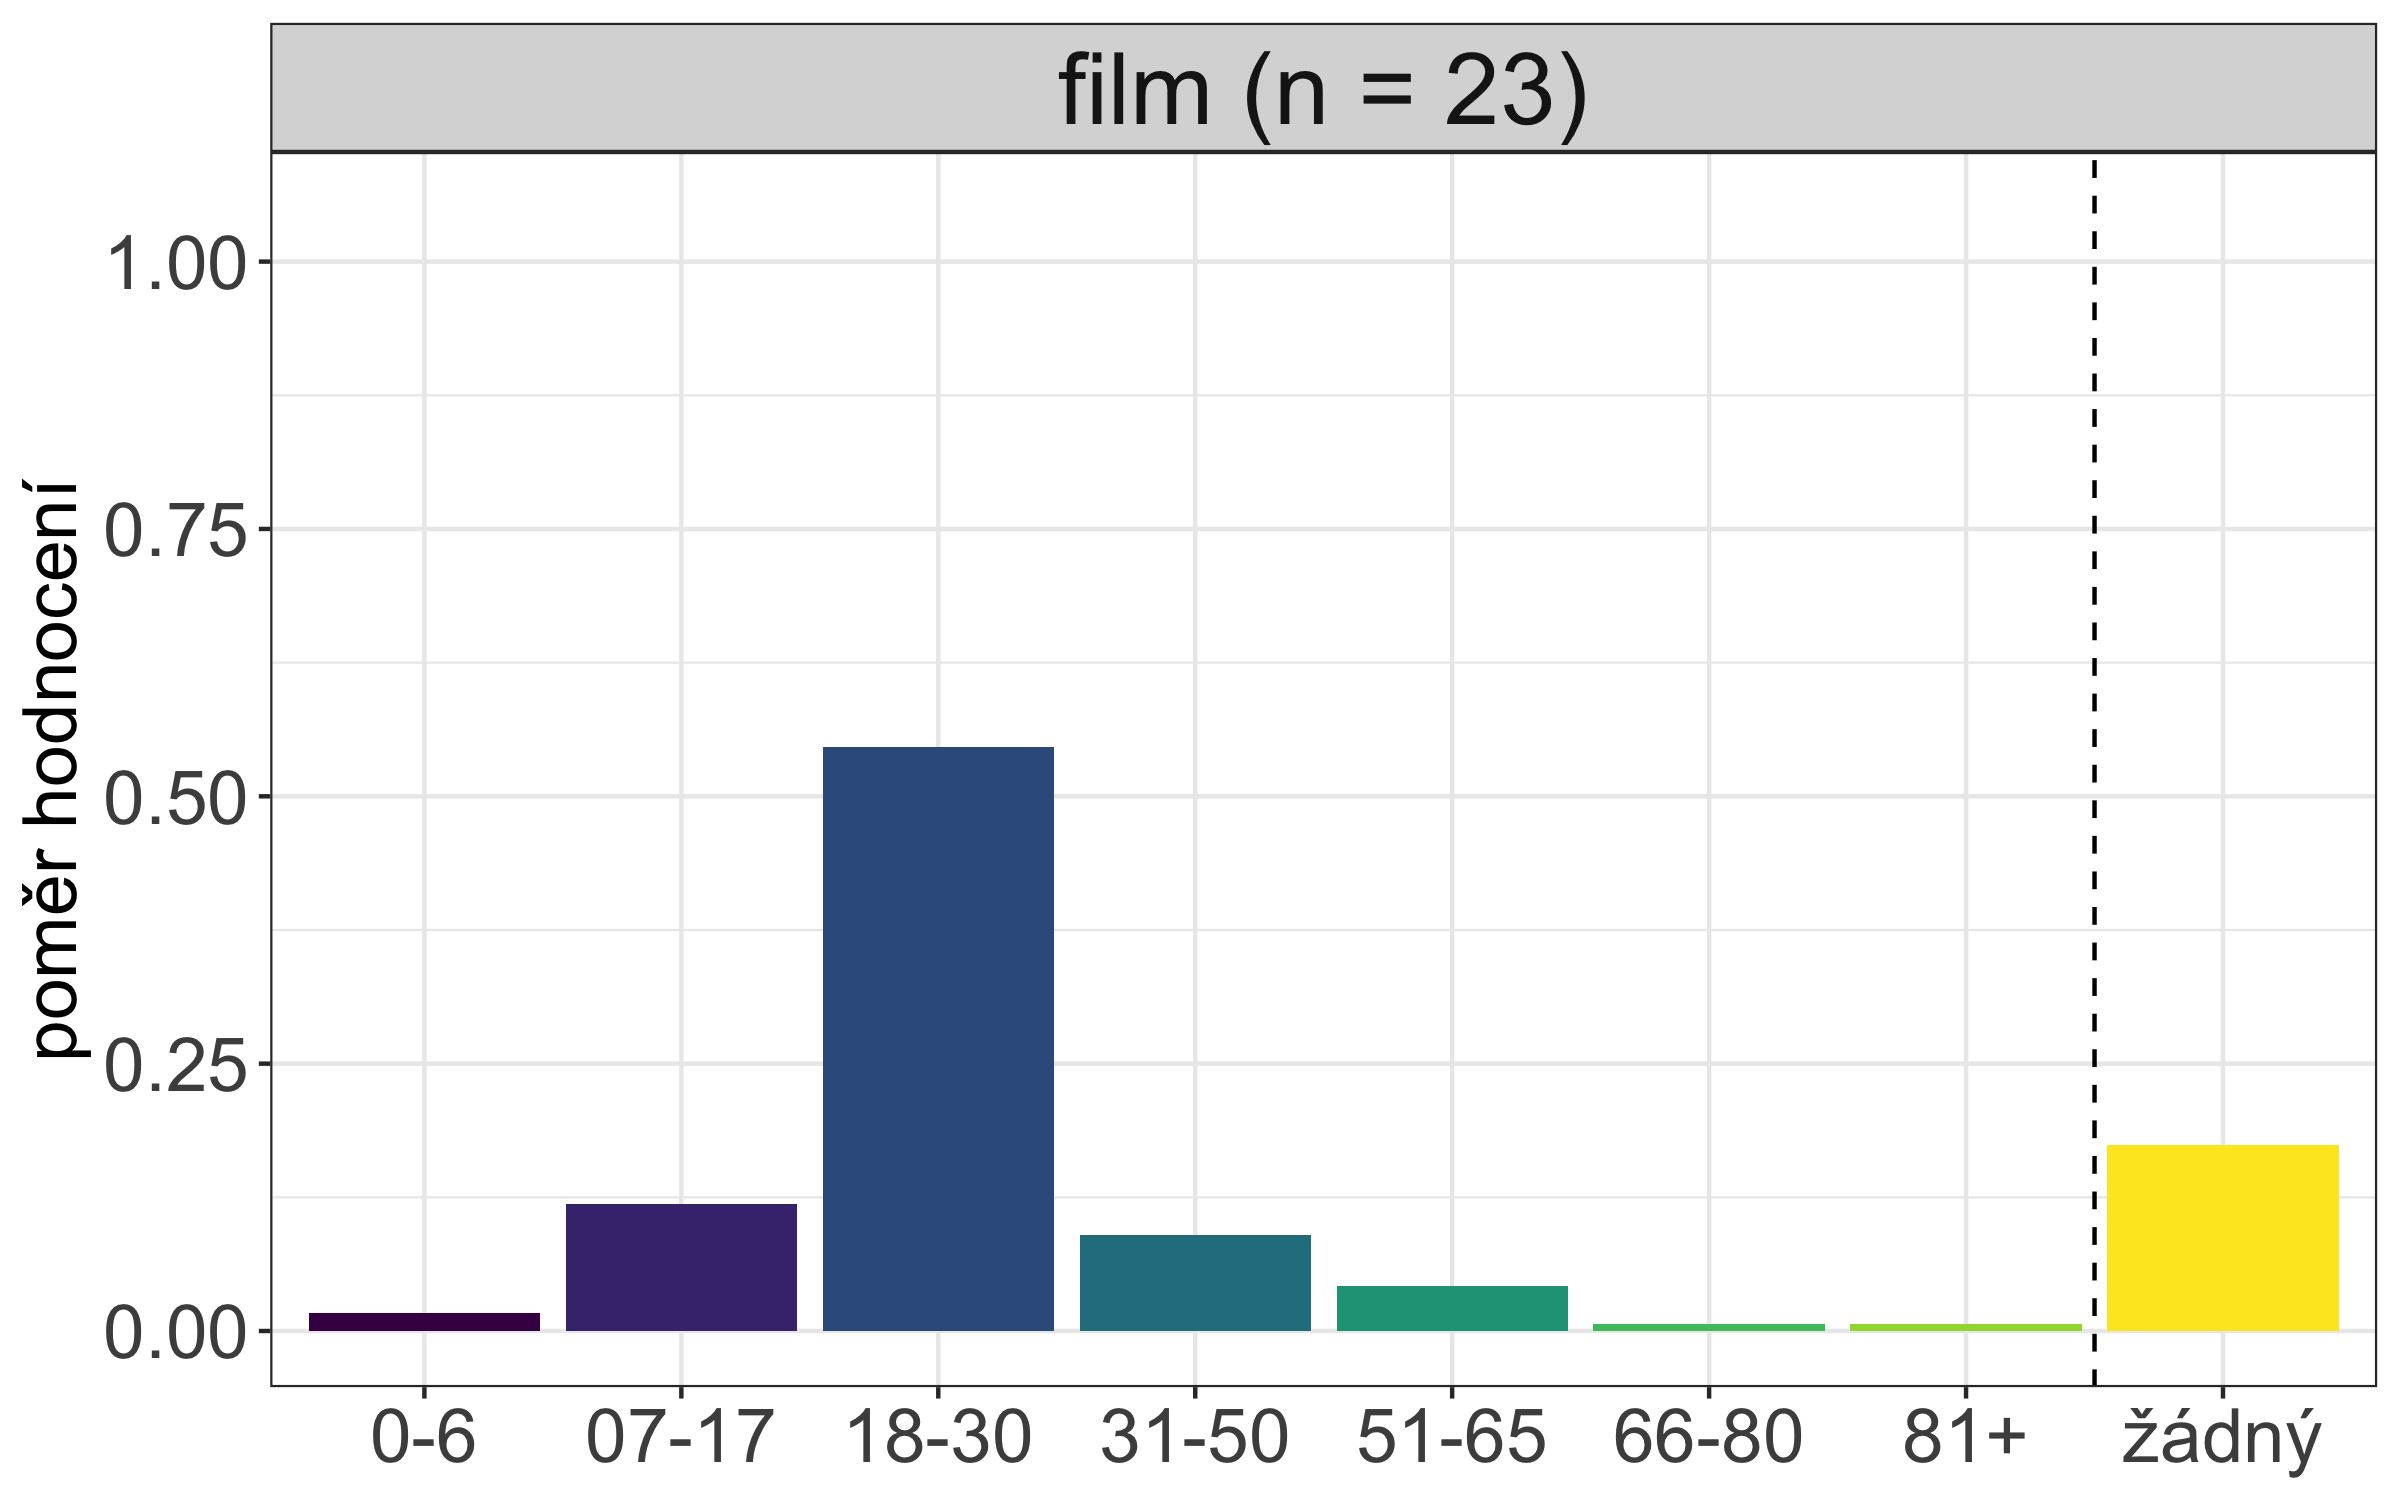 film (n = 23)
poměr hodnocení
1.00
0.75
0.50
0.25
0.00
0-6 07-17 18-30 31-50 51-65 66-80 81+ žádný